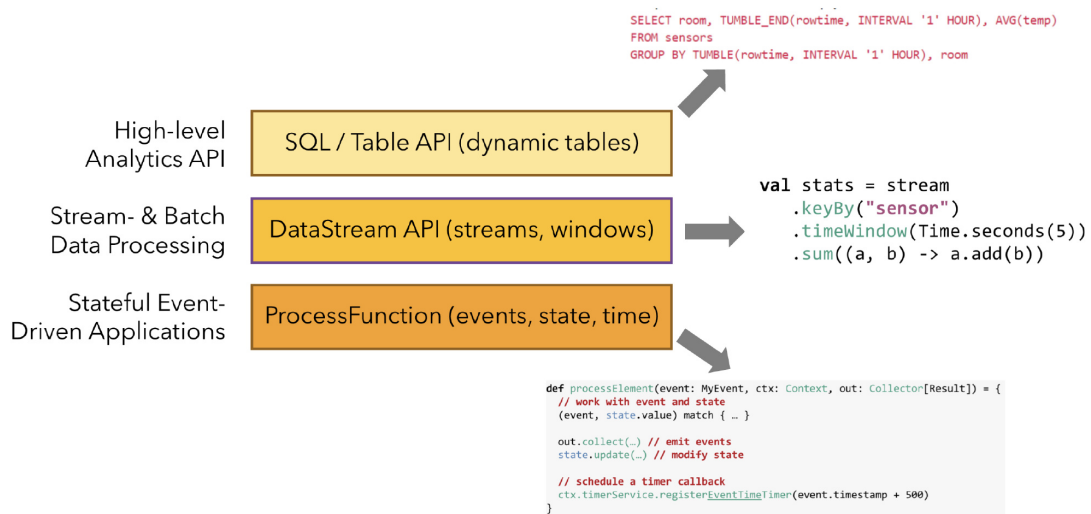 SELECT room, TUMBLE_END(rowtime, INTERVAL '1' HOUR), AVG(temp)
FROM sensors
GROUP BY TUMBLE(rowtime, INTERVAL '1' HOUR), room
High-level
Analytics API
SQL / Table API (dynamic tables)
Stream- & Batch
Data Processing
DataStream API (streams, windows)
val stats = stream
.keyBy("sensor")
.timeWindow(Time.seconds(5))
.sum((a, b) -> a.add(b))
Stateful Event-
Driven Applications
ProcessFunction (events, state, time)
def processElement(event: MyEvent, ctx: Context, out: Collector[Result]) = {
// work with event and state
(event, state.value) match { … }
out.collect(…) // emit events
state.update(…) // modify state
// schedule a timer callback
ctx.timerService.registerEventTimeTimer(event.timestamp + 500)
}